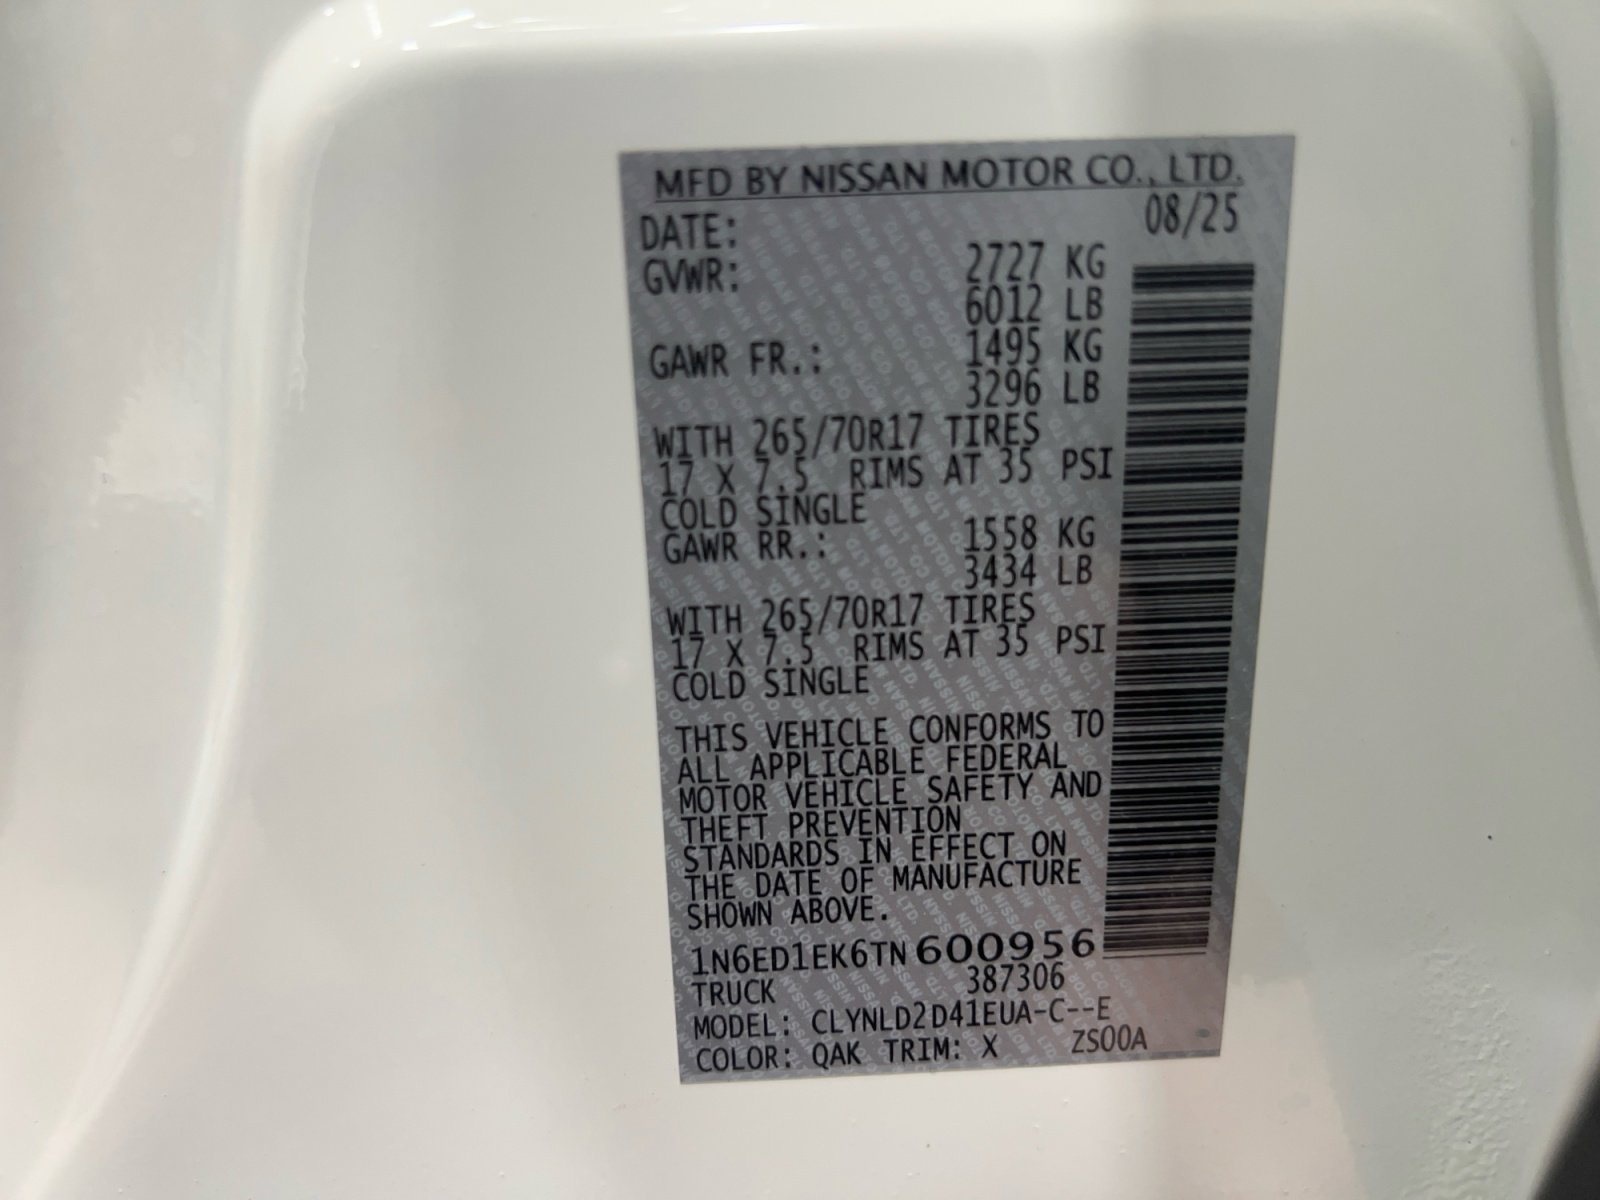 MFD BY NISSAN MOTOR CO., LTD.
DATE: 08/25
GVWR: 2727 KG
6012 LB
GAWR FR.: 1495 KG
3296 LB
WITH 265/70R17 TIRES
17 X 7.5 RIMS AT 35 PSI
COLD SINGLE
GAWR RR.: 1558 KG
3434 LB
WITH 265/70R17 TIRES
17 X 7.5 RIMS AT 35 PSI
COLD SINGLE
THIS VEHICLE CONFORMS TO
ALL APPLICABLE FEDERAL
MOTOR VEHICLE SAFETY AND
THEFT PREVENTION
STANDARDS IN EFFECT ON
THE DATE OF MANUFACTURE
SHOWN ABOVE.
1N6ED1EK6TN600956
TRUCK 387306
MODEL: CLYNLD2D41EUA-C--E
COLOR: QAK TRIM: X ZS00A